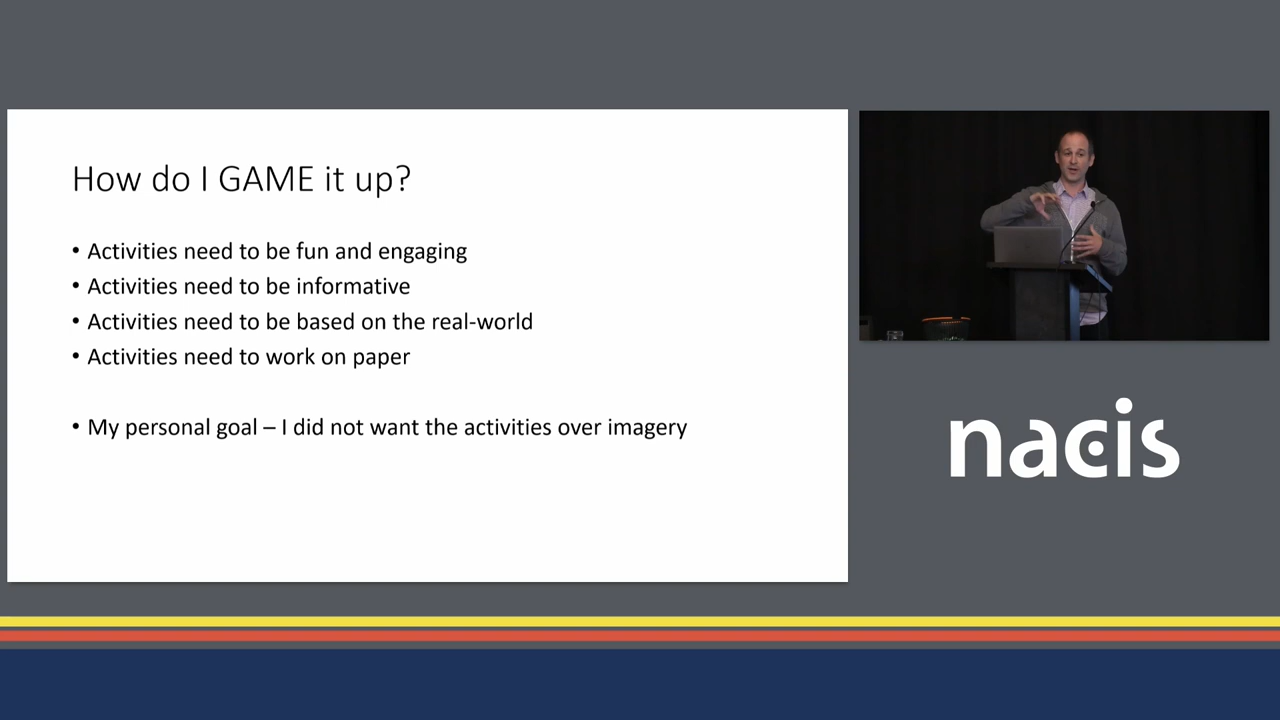 How do I GAME it up?
• Activities need to be fun and engaging
• Activities need to be informative
• Activities need to be based on the real-world
• Activities need to work on paper
• My personal goal – I did not want the activities over imagery
nacis